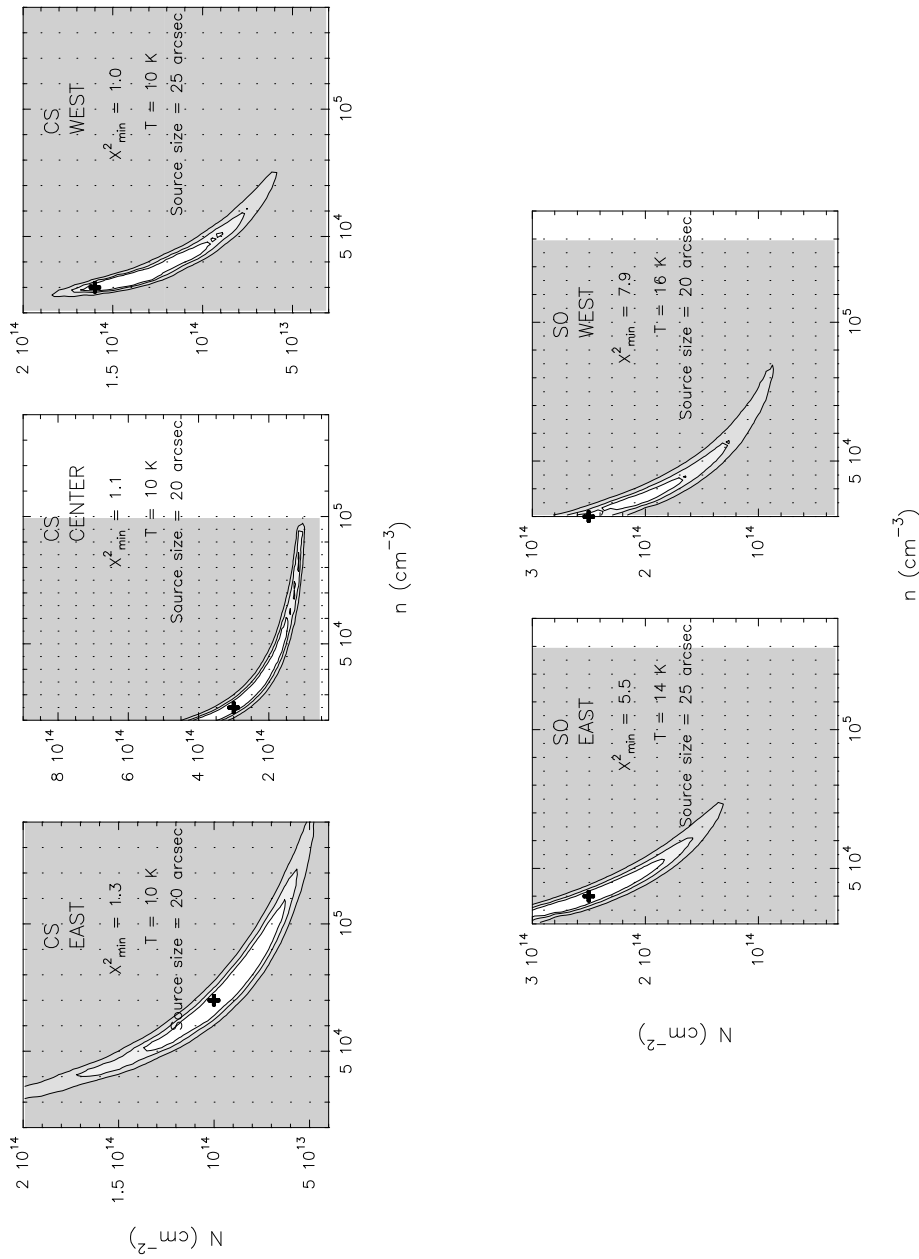 N (cm⁻²)
2 10¹⁴
1.5 10¹⁴
10¹⁴
5 10¹³
CS
EAST
X²min = 1.3
T = 10 K
Source size = 20 arcsec
5 10⁴
10⁵
8 10¹⁴
6 10¹⁴
4 10¹⁴
2 10¹⁴
CS
CENTER
X²min = 1.1
T = 10 K
Source size = 20 arcsec
5 10⁴
10⁵
n (cm⁻³)
2 10¹⁴
1.5 10¹⁴
10¹⁴
5 10¹³
CS
WEST
X²min = 1.0
T = 10 K
Source size = 25 arcsec
5 10⁴
10⁵
N (cm⁻²)
3 10¹⁴
2 10¹⁴
10¹⁴
SO
EAST
X²min = 5.5
T = 14 K
Source size = 25 arcsec
5 10⁴
10⁵
3 10¹⁴
2 10¹⁴
10¹⁴
SO
WEST
X²min = 7.9
T = 16 K
Source size = 20 arcsec
5 10⁴
10⁵
n (cm⁻³)